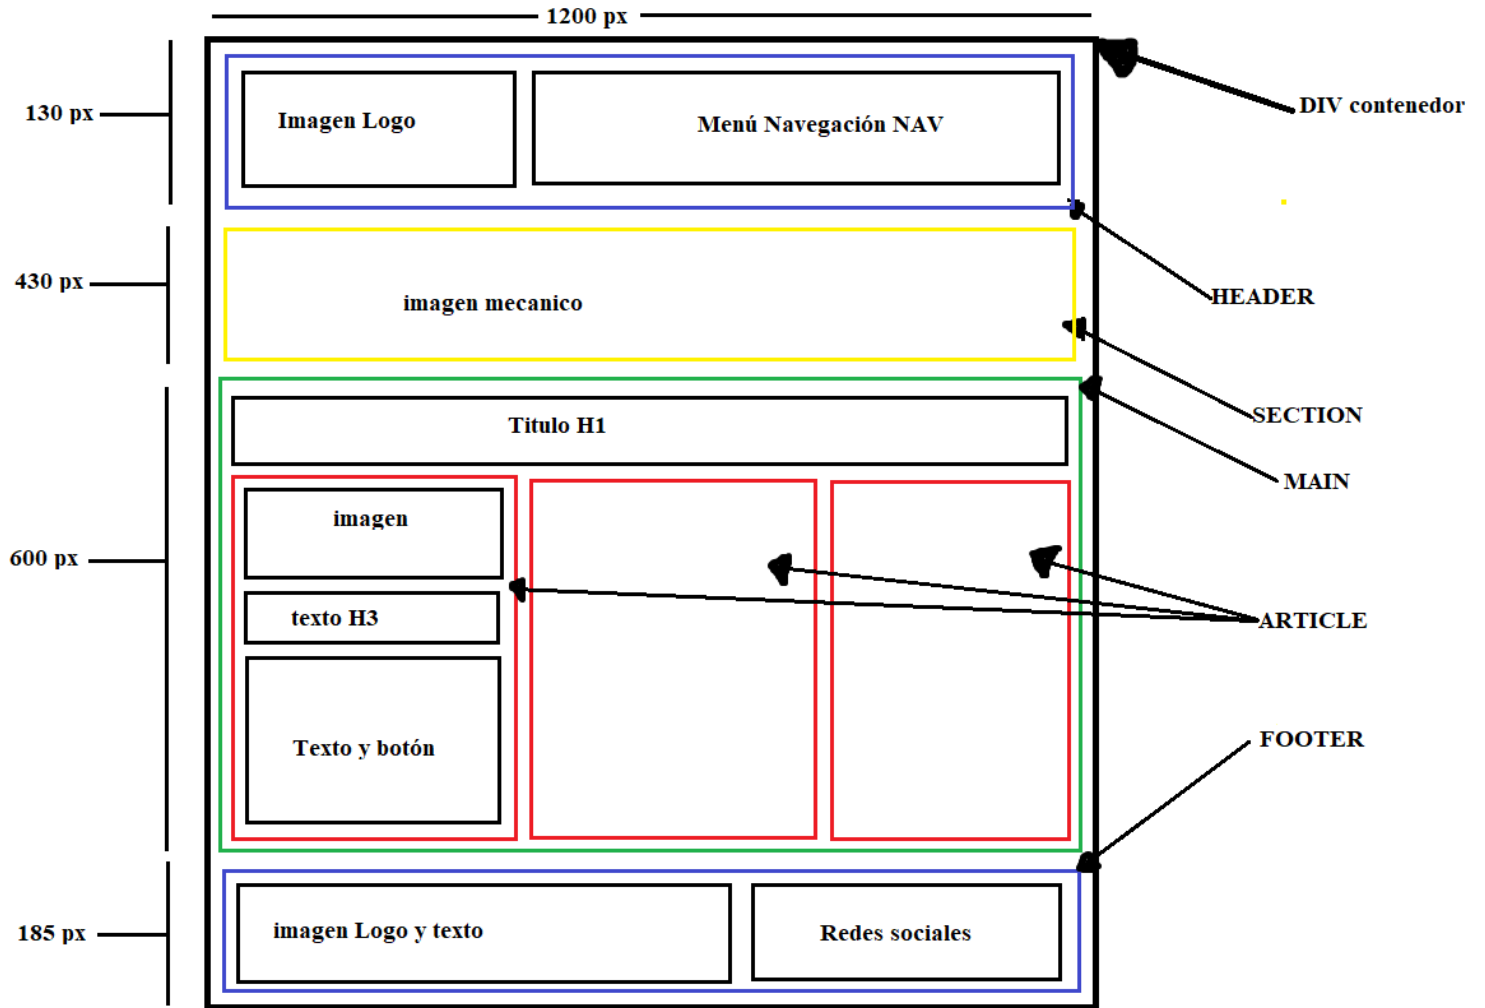 1200 px
130 px
Imagen Logo
Menú Navegación NAV
DIV contenedor
430 px
imagen mecanico
HEADER
SECTION
Titulo H1
MAIN
600 px
imagen
texto H3
Texto y botón
ARTICLE
FOOTER
185 px
imagen Logo y texto
Redes sociales